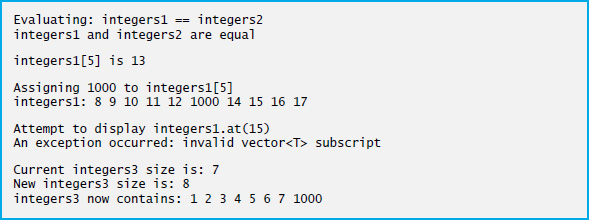 Evaluating: integers1 == integers2
integers1 and integers2 are equal
integers1[5] is 13
Assigning 1000 to integers1[5]
integers1: 8 9 10 11 12 1000 14 15 16 17
Attempt to display integers1.at(15)
An exception occurred: invalid vector<T> subscript
Current integers3 size is: 7
New integers3 size is: 8
integers3 now contains: 1 2 3 4 5 6 7 1000